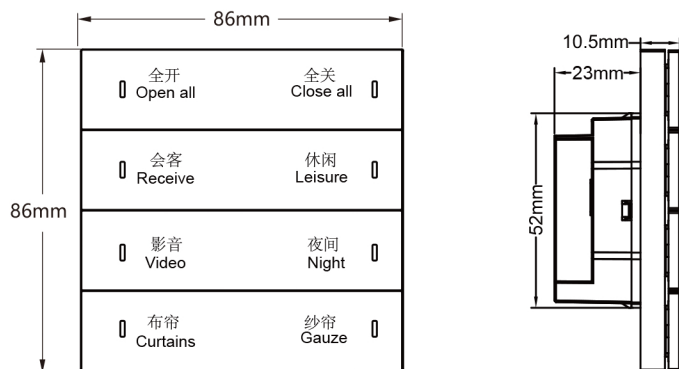 86mm
10.5mm
23mm
全开
Open all
全关
Close all
会客
Receive
休闲
Leisure
86mm
52mm
影音
Video
夜间
Night
布帘
Curtains
纱帘
Gauze